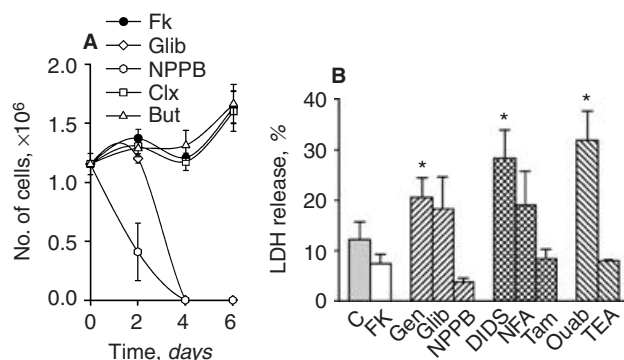 Fk
Glib
NPPB
Clx
But
A
2.0
1.5
1.0
0.5
0.0
No. of cells, ×10⁶
0 2 4 6
Time, days
B
40
30
20
10
0
LDH release, %
* * *
C FK Gen Glib NPPB DIDS NFA Tam Ouab TEA